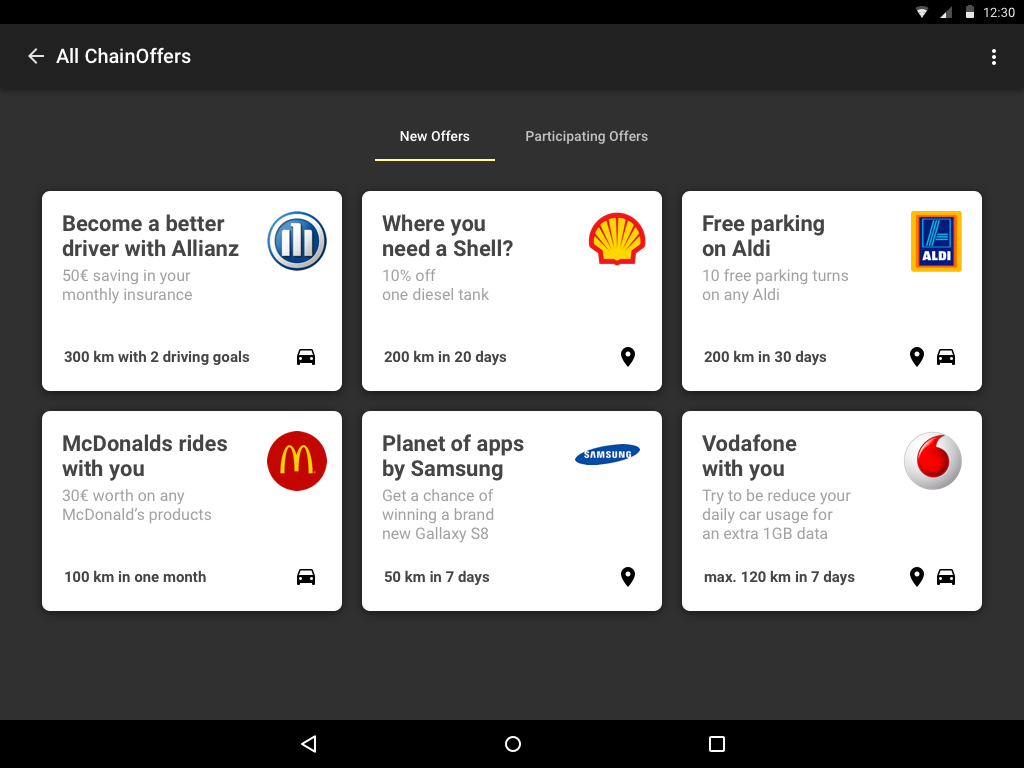 12:30
All ChainOffers
New Offers
Participating Offers
Become a better
driver with Allianz
50€ saving in your
monthly insurance
300 km with 2 driving goals
Where you
need a Shell?
10% off
one diesel tank
200 km in 20 days
Free parking
on Aldi
ALDI
10 free parking turns
on any Aldi
200 km in 30 days
McDonalds rides
with you
30€ worth on any
McDonald’s products
100 km in one month
Planet of apps
by Samsung
SAMSUNG
Get a chance of
winning a brand
new Gallaxy S8
50 km in 7 days
Vodafone
with you
Try to be reduce your
daily car usage for
an extra 1GB data
max. 120 km in 7 days